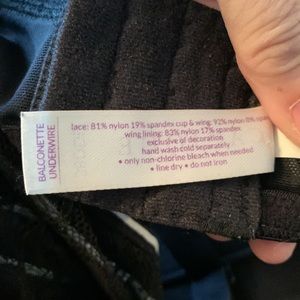 BALCONETTE
UNDERWIRE
lace: 81% nylon 19% spandex cup & wing: 92% nylon 8% spandex
wing lining: 83% nylon 17% spandex
exclusive of decoration
hand wash cold separately
• only non-chlorine bleach when needed
• line dry • do not iron